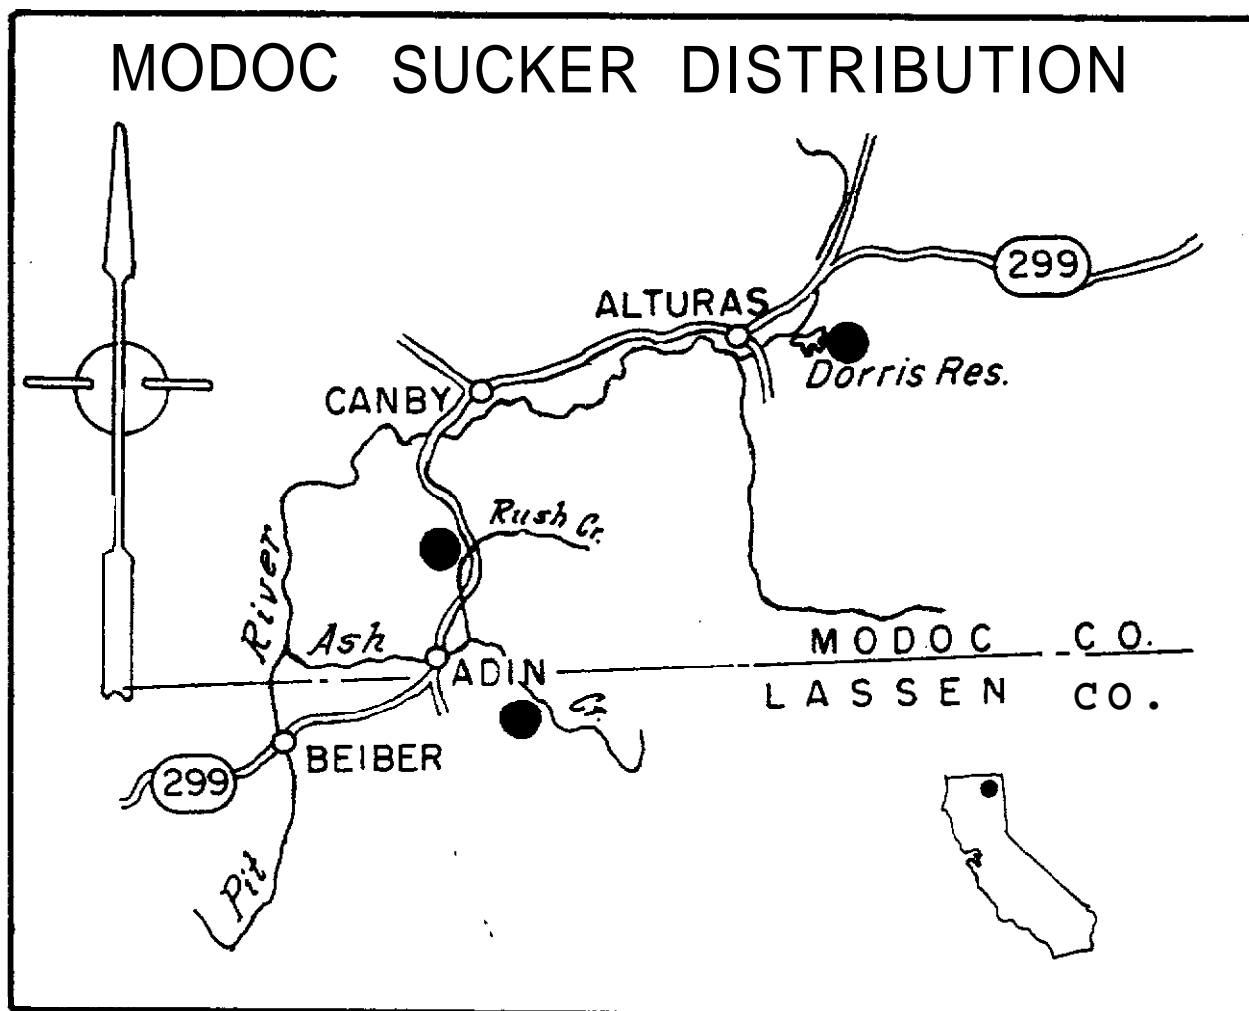 MODOC SUCKER DISTRIBUTION
299
ALTURAS
Dorris Res.
CANBY
Rush Cr.
River
Ash
MODOC CO.
ADIN
LASSEN CO.
Cr.
BEIBER
299
Pit